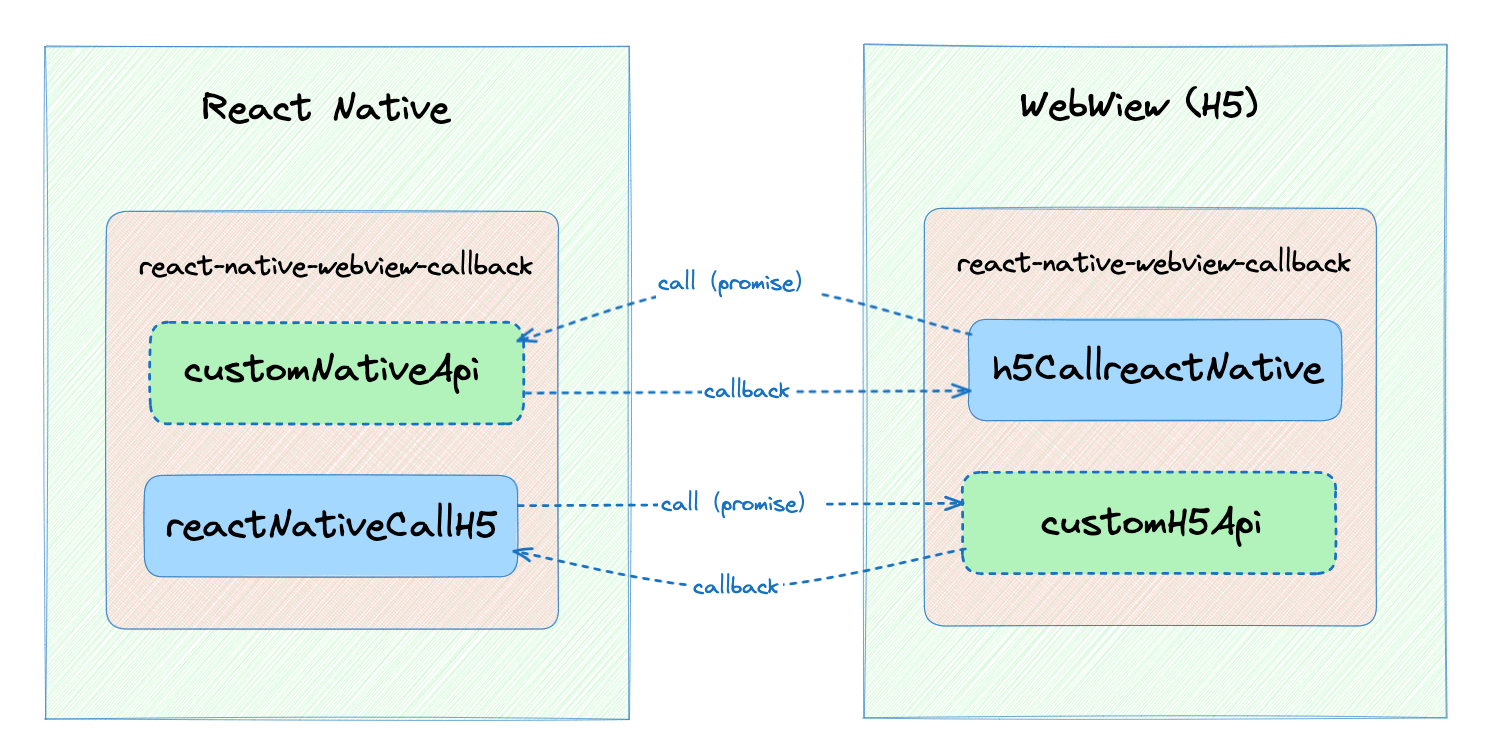 React Native
WebWiew (H5)
react-native-webview-callback
react-native-webview-callback
call (promise)
customNativeApi
h5CallreactNative
callback
call (promise)
reactNativeCallH5
customH5Api
callback